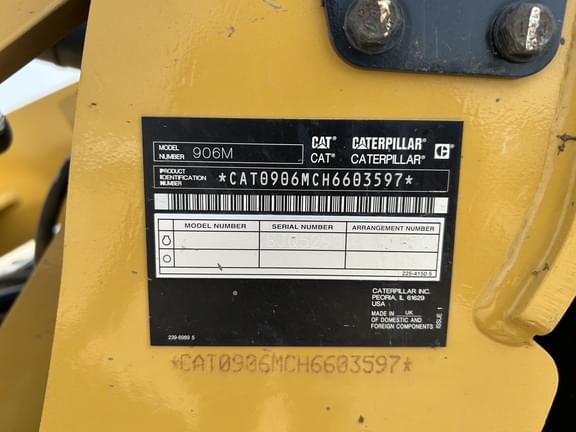 MODEL NUMBER 906M
CAT® CATERPILLAR®
CAT® CATERPILLAR®
PRODUCT IDENTIFICATION NUMBER *CAT0906MCH6603597*
MODEL NUMBER SERIAL NUMBER ARRANGEMENT NUMBER
225-4150 5
CATERPILLAR INC.
PEORIA, IL 61629
USA
MADE IN UK
OF DOMESTIC AND
FOREIGN COMPONENTS
ISSUE 1
239-6989 5
*CAT0906MCH6603597*